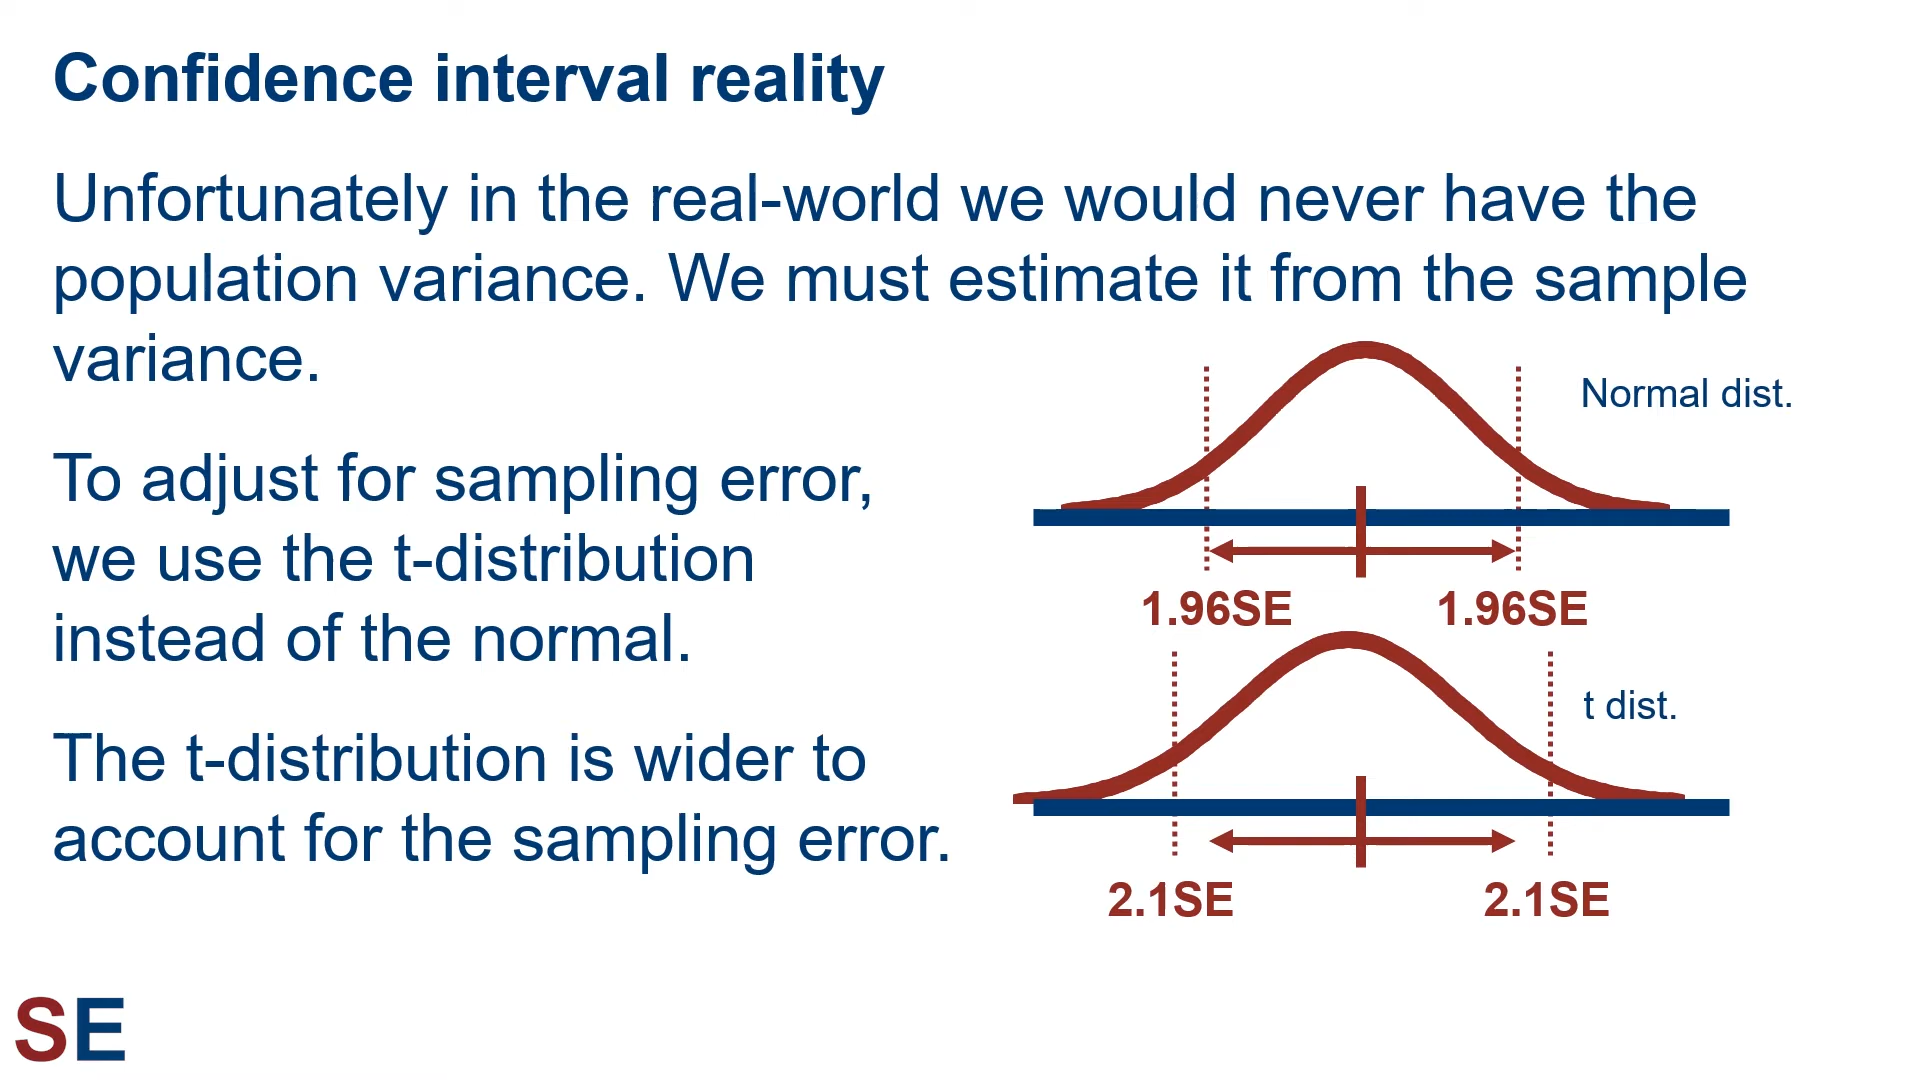 Confidence interval reality
Unfortunately in the real-world we would never have the
population variance. We must estimate it from the sample
variance.
To adjust for sampling error,
we use the t-distribution
instead of the normal.
The t-distribution is wider to
account for the sampling error.
Normal dist.
1.96SE 1.96SE
t dist.
2.1SE 2.1SE
SE